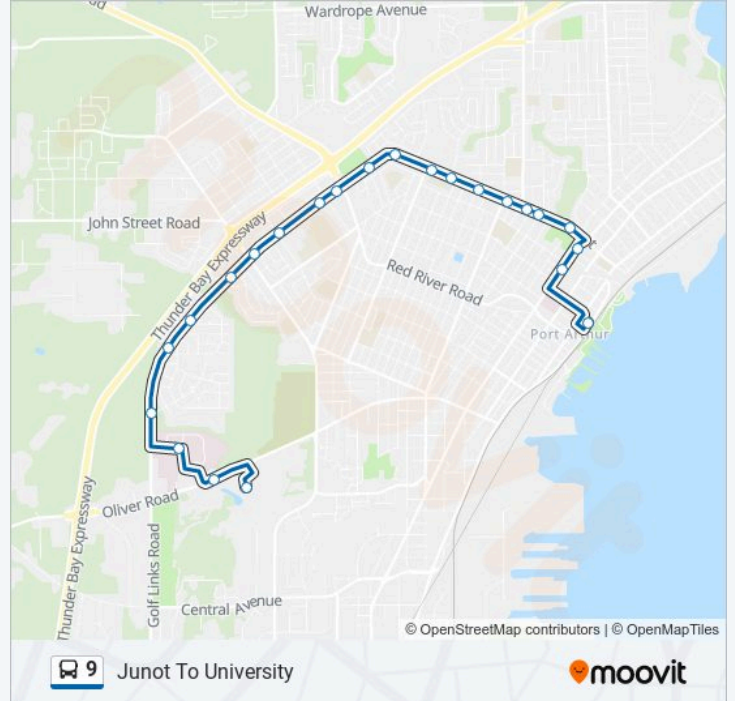 Wardrope Avenue
John Street Road
Thunder Bay Expressway
Red River Road
Port Arthur
Oliver Road
Thunder Bay Expressway
Golf Links Road
Central Avenue
© OpenStreetMap contributors | © OpenMapTiles
9 Junot To University
moovit